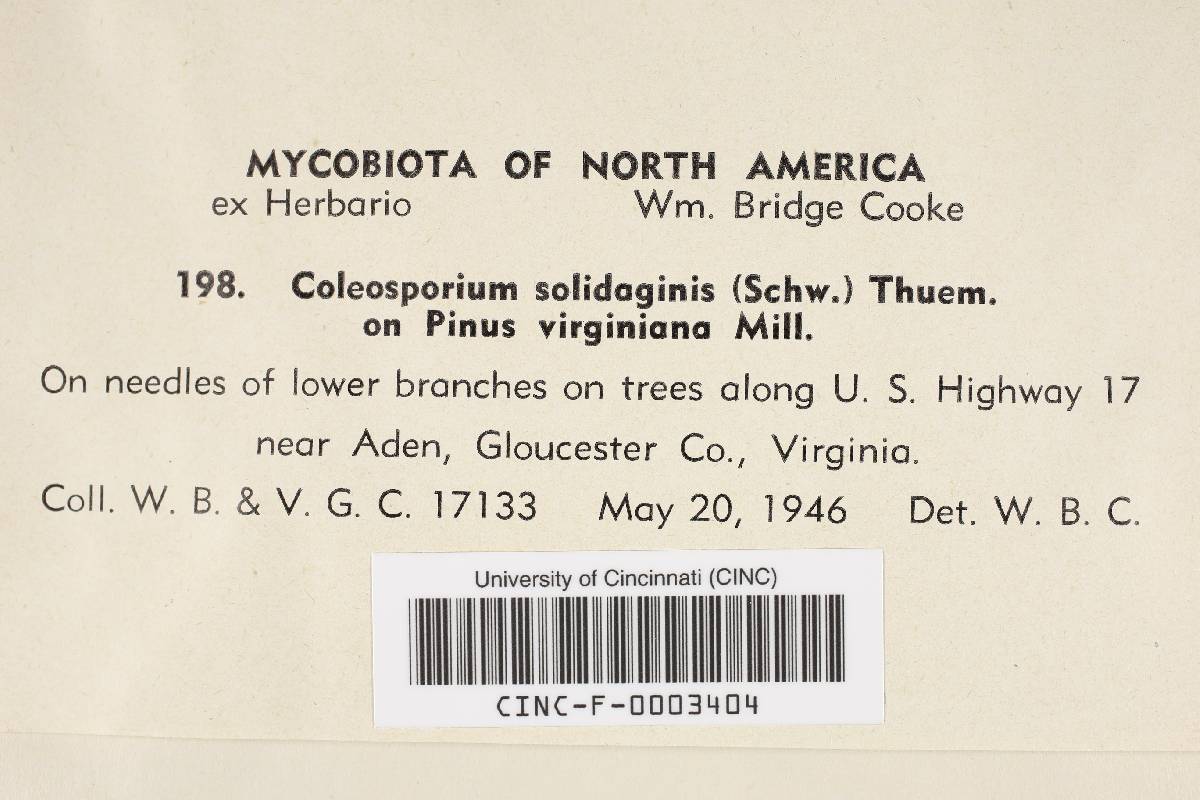 MYCOBIOTA OF NORTH AMERICA
ex Herbario Wm. Bridge Cooke
198. Coleosporium solidaginis (Schw.) Thuem.
on Pinus virginiana Mill.
On needles of lower branches on trees along U. S. Highway 17
near Aden, Gloucester Co., Virginia.
Coll. W. B. & V. G. C. 17133 May 20, 1946 Det. W. B. C.
University of Cincinnati (CINC)
CINC-F-0003404